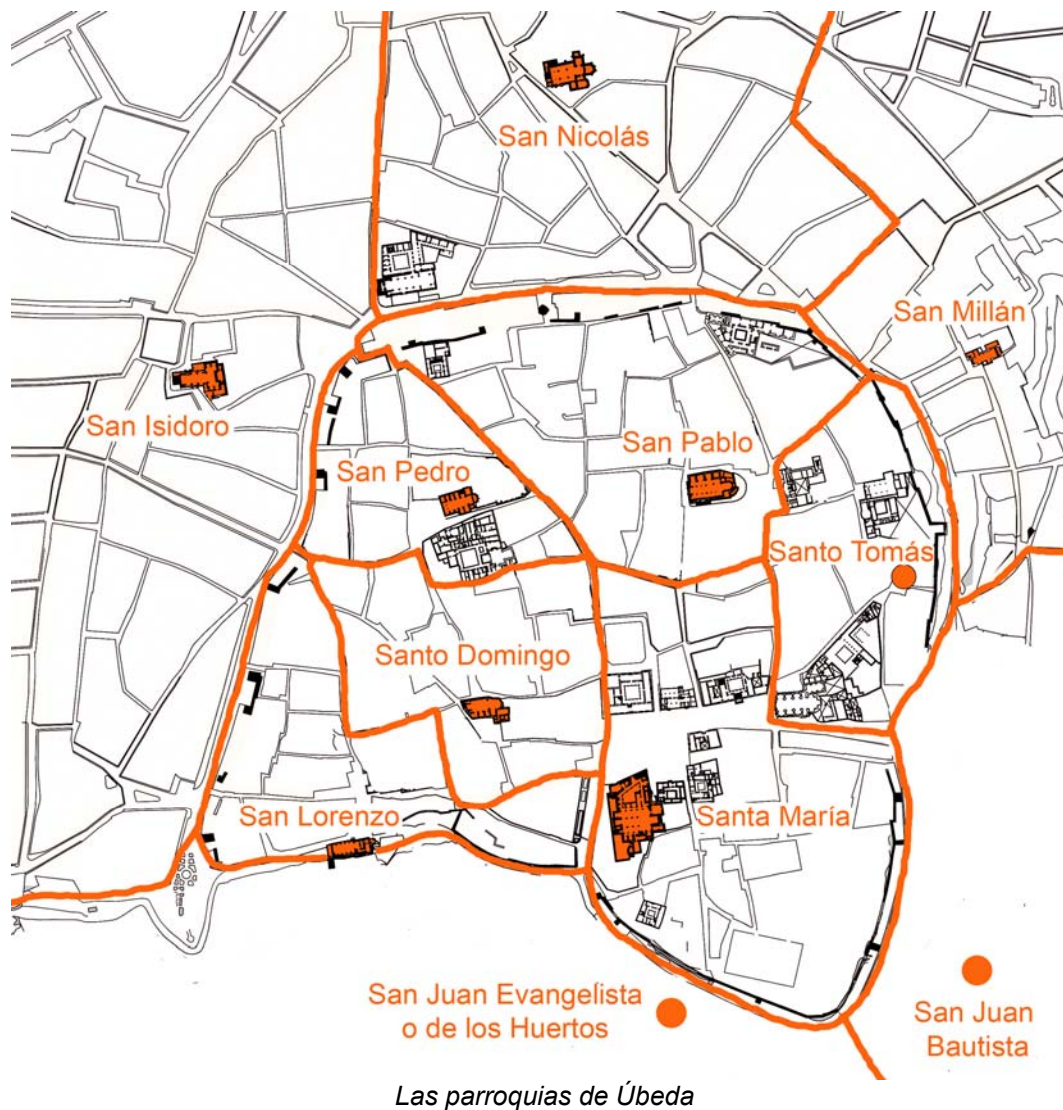 San Nicolás
San Millán
San Isidoro
San Pedro
San Pablo
Santo Tomás
Santo Domingo
San Lorenzo
Santa María
San Juan Evangelista
o de los Huertos
San Juan
Bautista
Las parroquias de Úbeda